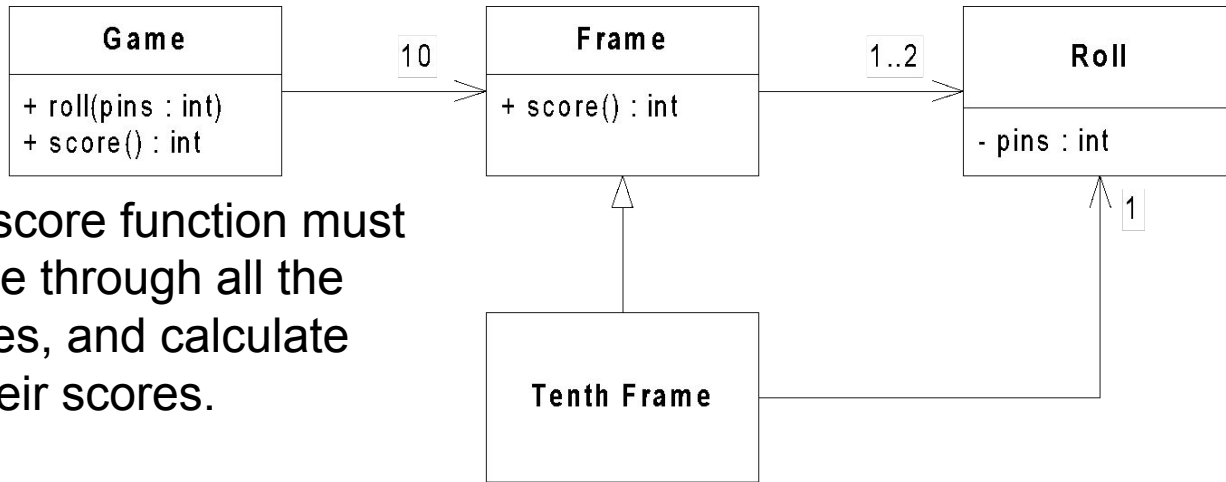 Game
+ roll(pins : int)
+ score() : int
10
Frame
+ score() : int
1..2
Roll
- pins : int
1
score function must
e through all the
es, and calculate
eir scores.
Tenth Frame